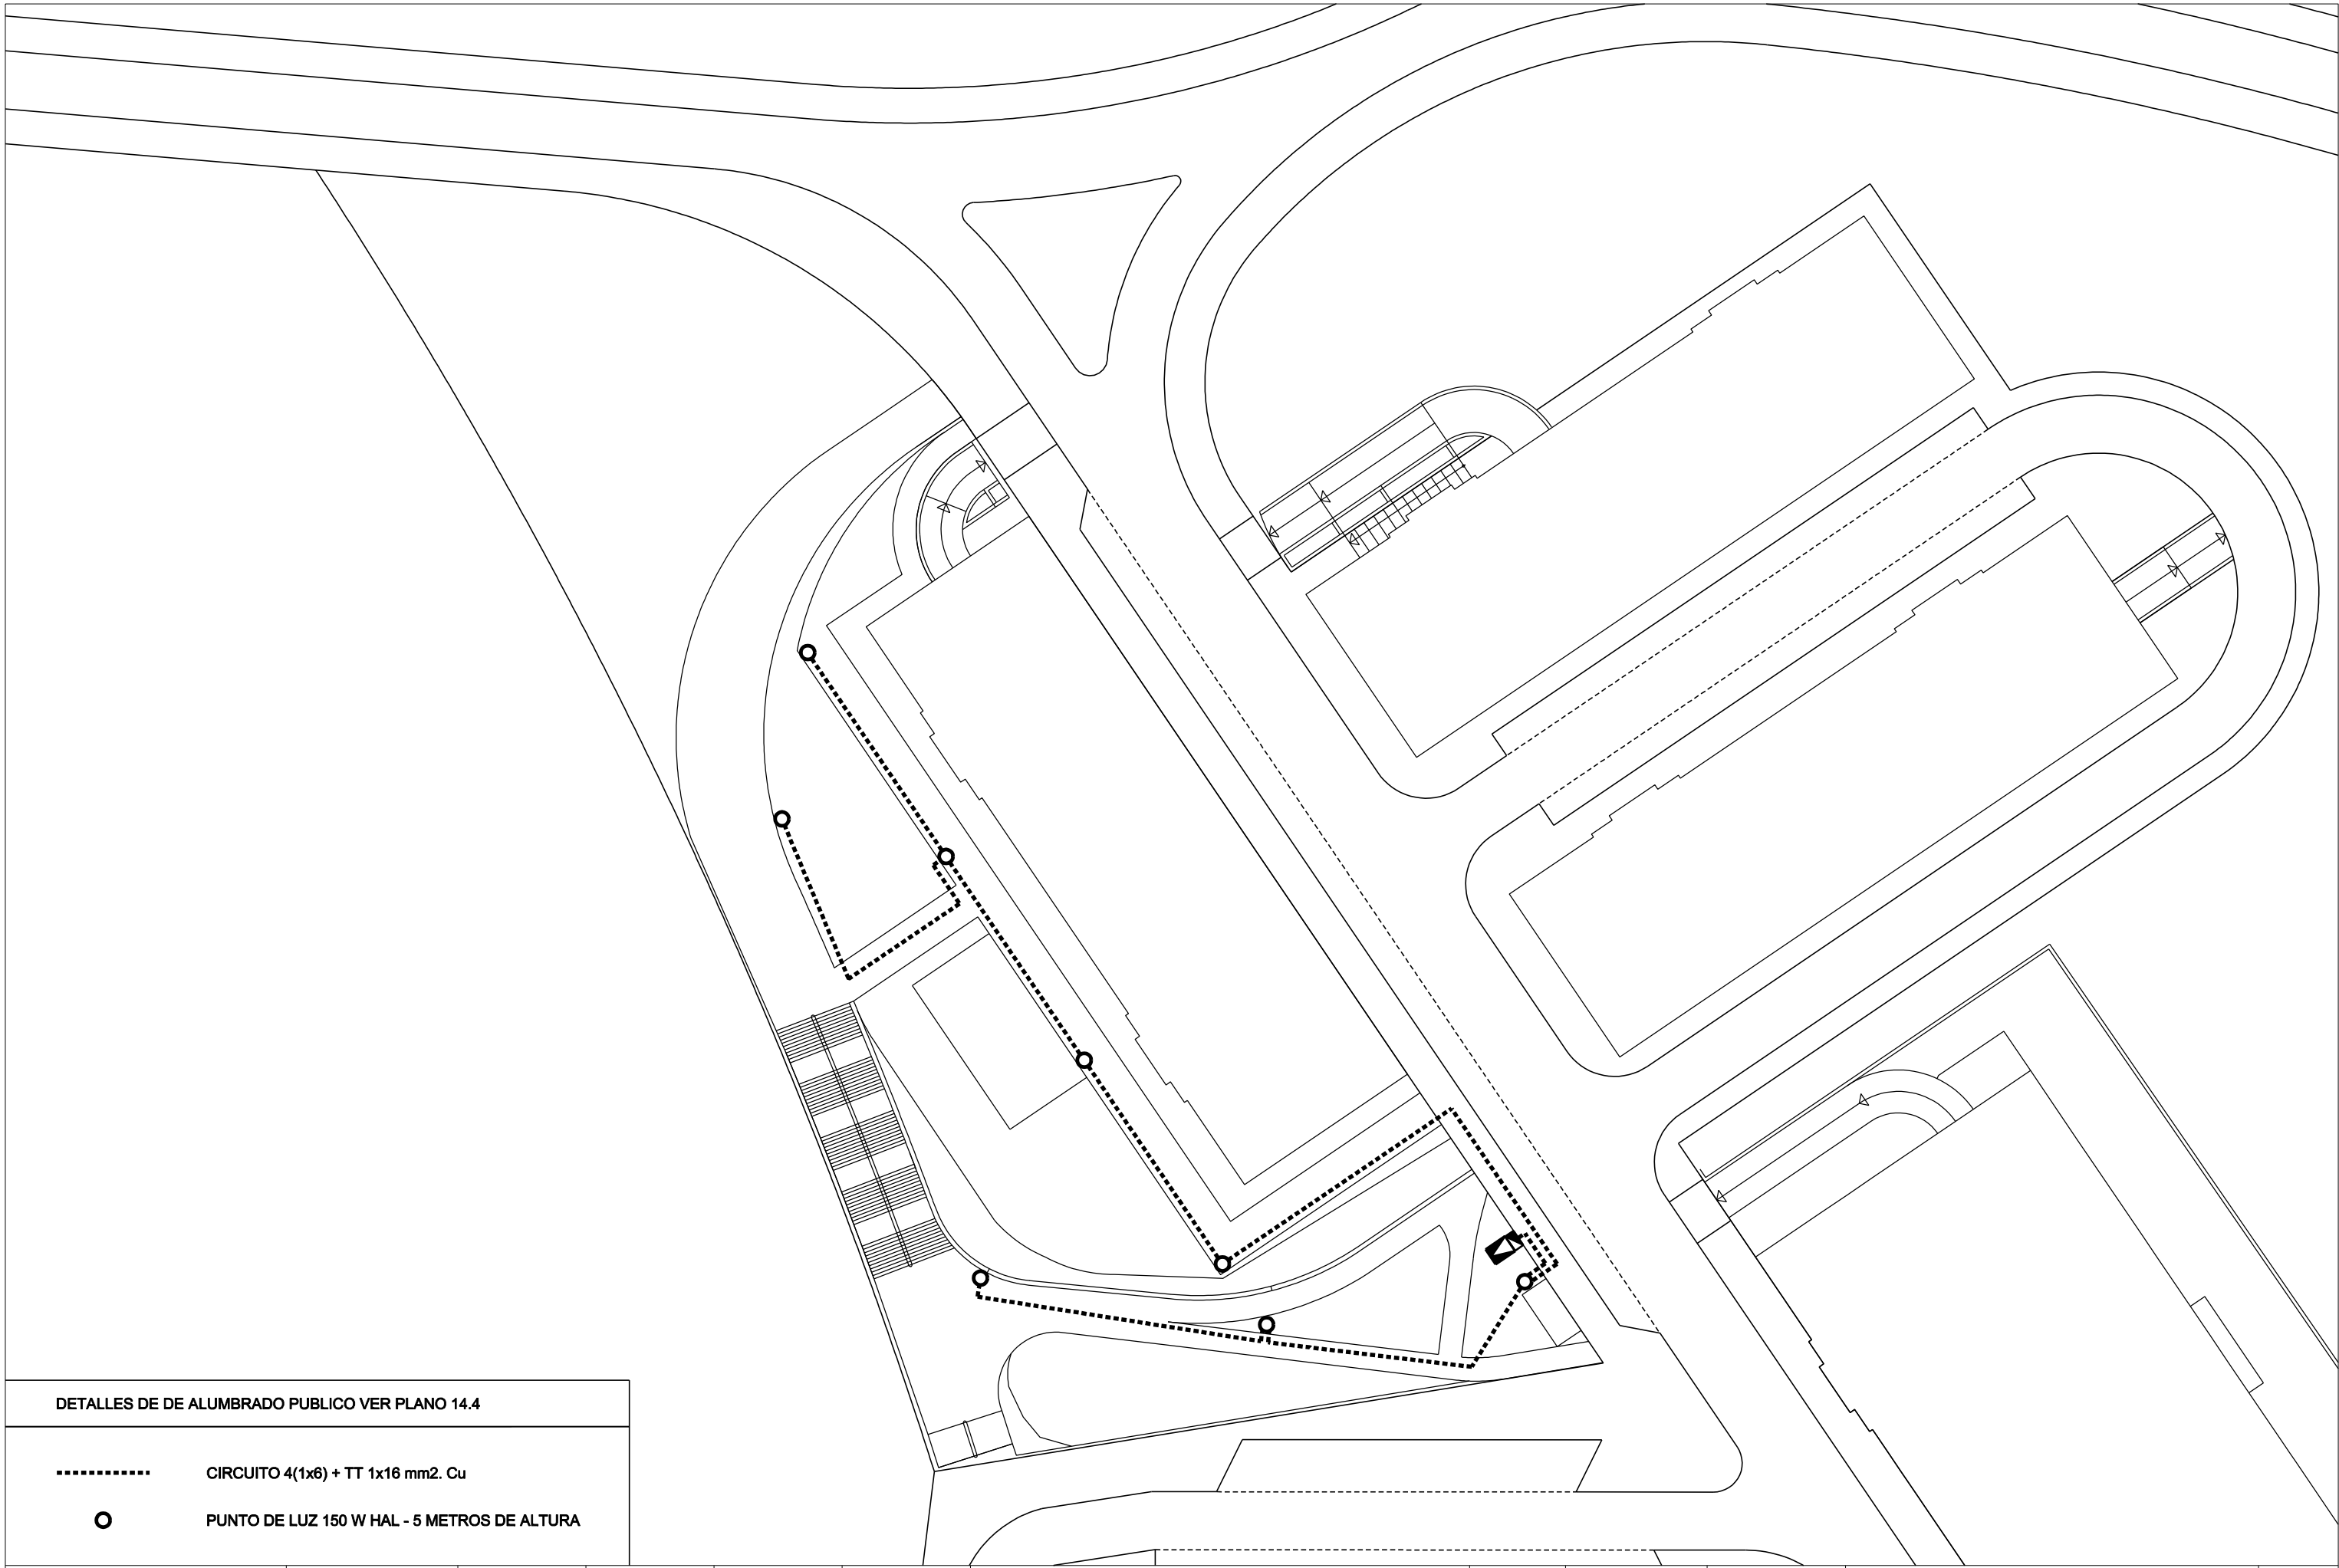 DETALLES DE DE ALUMBRADO PUBLICO VER PLANO 14.4
CIRCUITO 4(1x6) + TT 1x16 mm2. Cu
PUNTO DE LUZ 150 W HAL - 5 METROS DE ALTURA